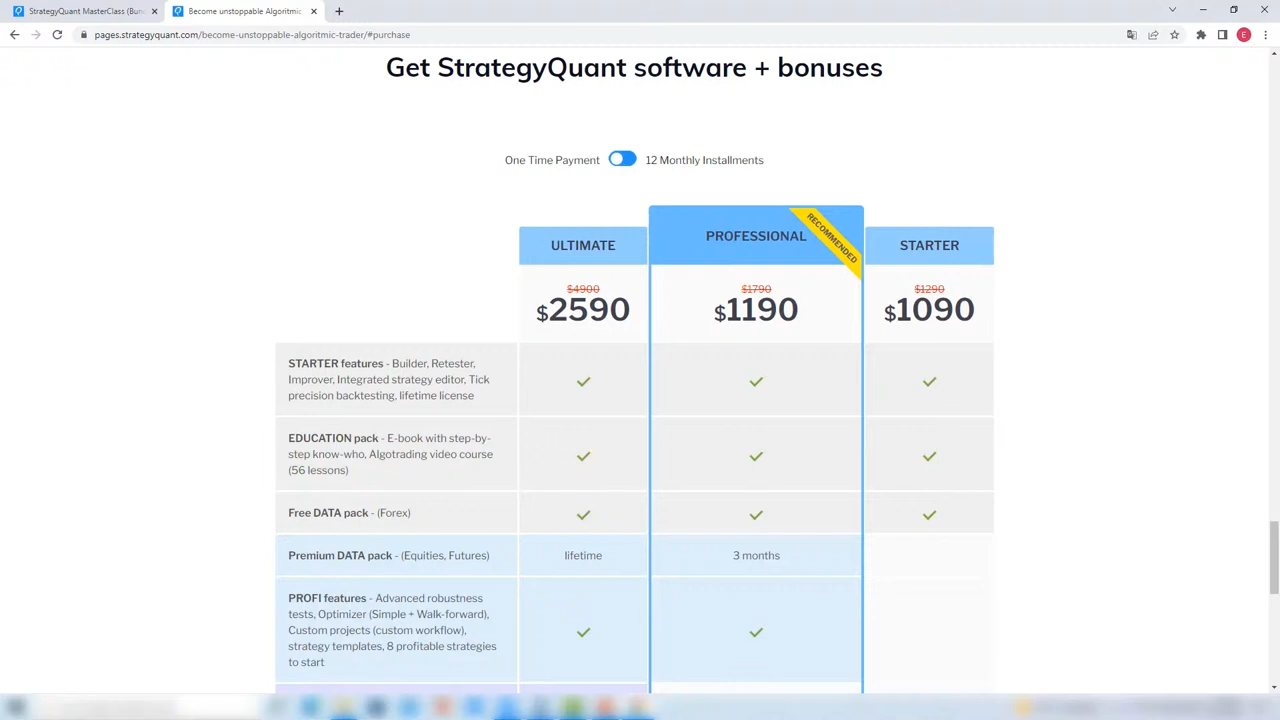 StrategyQuant MasterClass (Bun
Become unstoppable Algoritmic
pages.strategyquant.com/become-unstoppable-algoritmic-trader/#purchase
E
Get StrategyQuant software + bonuses
One Time Payment
12 Monthly Installments
RECOMMENDED
ULTIMATE
PROFESSIONAL
STARTER
$4900
$1790
$1290
$2590
$1190
$1090
STARTER features - Builder, Retester,
Improver, Integrated strategy editor, Tick
precision backtesting, lifetime license
EDUCATION pack - E-book with step-by-
step know-who, Algotrading video course
(56 lessons)
Free DATA pack - (Forex)
Premium DATA pack - (Equities, Futures)
lifetime
3 months
PROFI features - Advanced robustness
tests, Optimizer (Simple + Walk-forward),
Custom projects (custom workflow),
strategy templates, 8 profitable strategies
to start